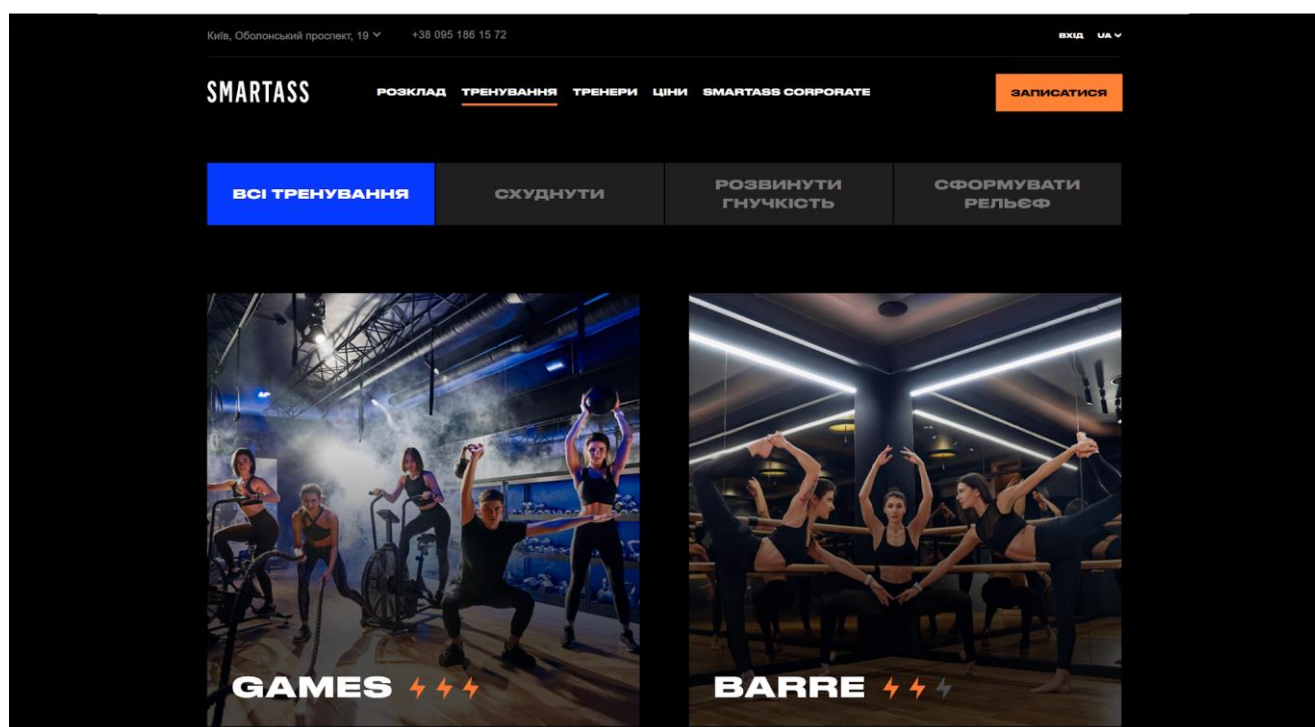 Київ, Оболонський проспект, 19 +38 095 186 15 72 ВХІД UA
SMARTASS РОЗКЛАД ТРЕНУВАННЯ ТРЕНЕРИ ЦІНИ SMARTASS CORPORATE ЗАПИСАТИСЯ
ВСІ ТРЕНУВАННЯ
СХУДНУТИ
РОЗВИНУТИ
ГНУЧКІСТЬ
СФОРМУВАТИ
РЕЛЬЄФ
GAMES
BARRE